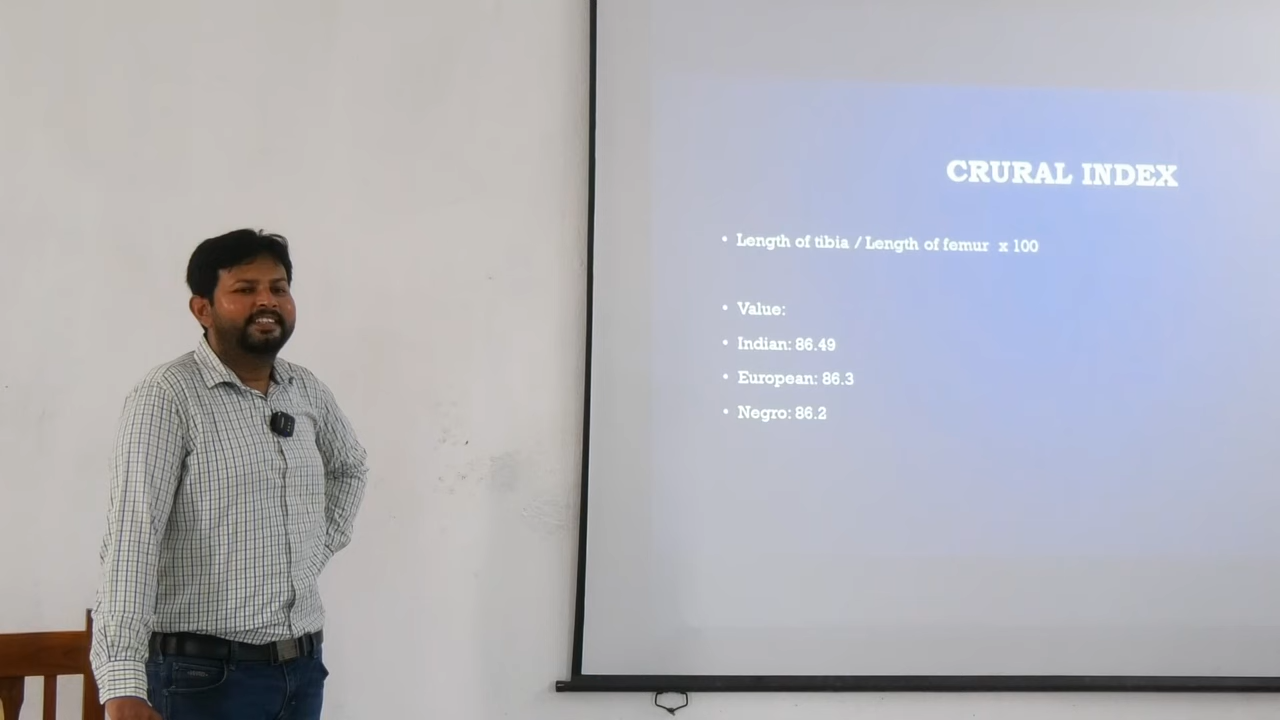 CRURAL INDEX
• Length of tibia / Length of femur x 100
• Value:
• Indian: 86.49
• European: 86.3
• Negro: 86.2